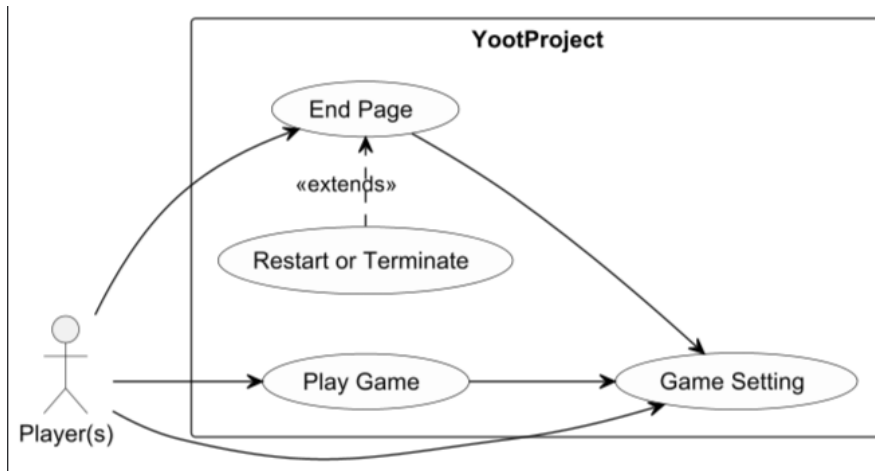 YootProject
End Page
«extends»
Restart or Terminate
Play Game
Game Setting
Player(s)